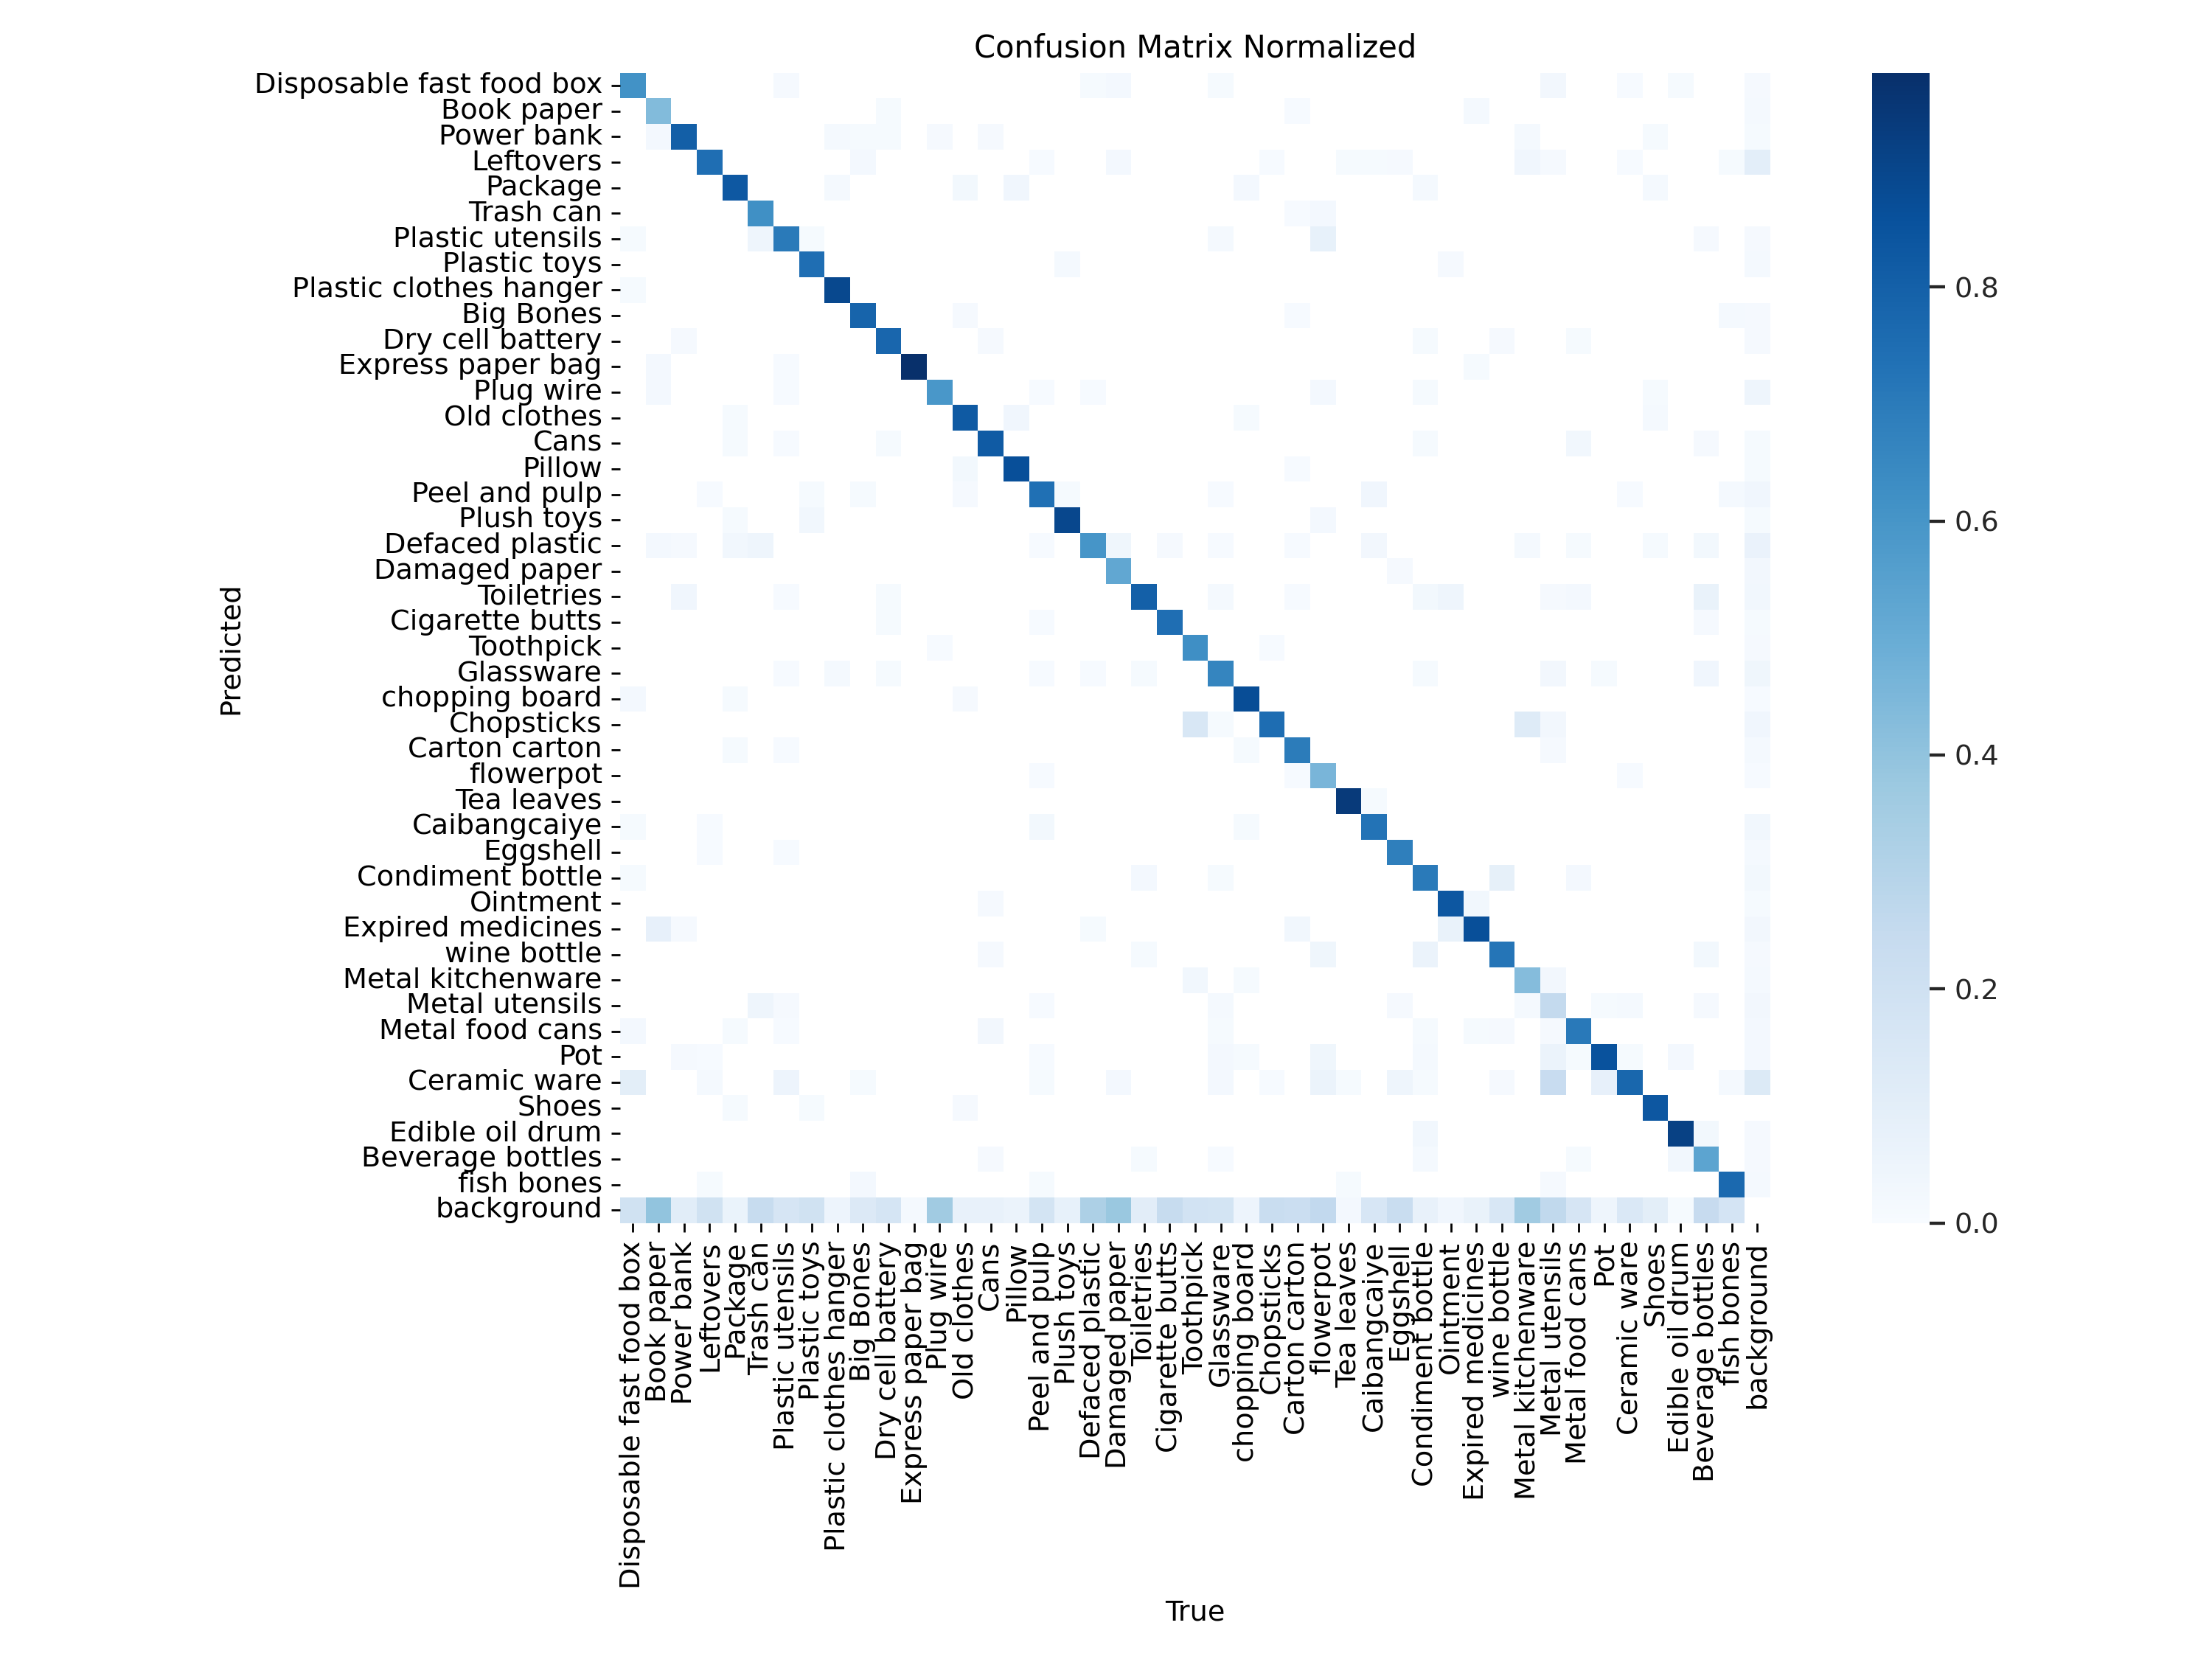 Confusion Matrix Normalized
Disposable fast food box
Book paper
Power bank
Leftovers
Package
Trash can
Plastic utensils
Plastic toys
Plastic clothes hanger
Big Bones
Dry cell battery
Express paper bag
Plug wire
Old clothes
Cans
Pillow
Peel and pulp
Plush toys
Defaced plastic
Damaged paper
Toiletries
Cigarette butts
Toothpick
Glassware
chopping board
Chopsticks
Carton carton
flowerpot
Tea leaves
Caibangcaiye
Eggshell
Condiment bottle
Ointment
Expired medicines
wine bottle
Metal kitchenware
Metal utensils
Metal food cans
Pot
Ceramic ware
Shoes
Edible oil drum
Beverage bottles
fish bones
background
Predicted
Disposable fast food box
Book paper
Power bank
Leftovers
Package
Trash can
Plastic utensils
Plastic toys
Plastic clothes hanger
Big Bones
Dry cell battery
Express paper bag
Plug wire
Old clothes
Cans
Pillow
Peel and pulp
Plush toys
Defaced plastic
Damaged paper
Toiletries
Cigarette butts
Toothpick
Glassware
chopping board
Chopsticks
Carton carton
flowerpot
Tea leaves
Caibangcaiye
Eggshell
Condiment bottle
Ointment
Expired medicines
wine bottle
Metal kitchenware
Metal utensils
Metal food cans
Pot
Ceramic ware
Shoes
Edible oil drum
Beverage bottles
fish bones
background
True
0.8
0.6
0.4
0.2
0.0